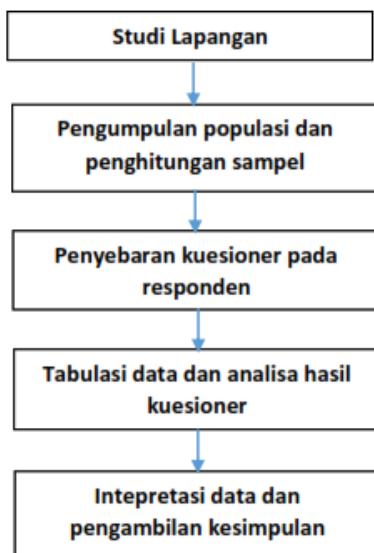 Studi Lapangan
Pengumpulan populasi dan
penghitungan sampel
Penyebaran kuesioner pada
responden
Tabulasi data dan analisa hasil
kuesioner
Intepretasi data dan
pengambilan kesimpulan